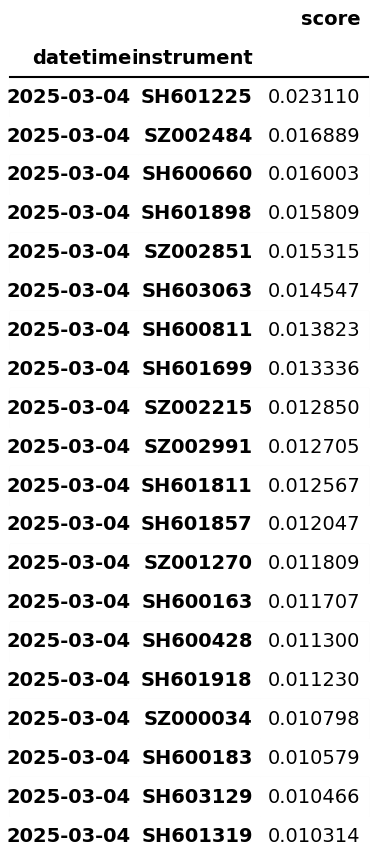 score
datetime instrument
2025-03-04 SH601225 0.023110
2025-03-04 SZ002484 0.016889
2025-03-04 SH600660 0.016003
2025-03-04 SH601898 0.015809
2025-03-04 SZ002851 0.015315
2025-03-04 SH603063 0.014547
2025-03-04 SH600811 0.013823
2025-03-04 SH601699 0.013336
2025-03-04 SZ002215 0.012850
2025-03-04 SZ002991 0.012705
2025-03-04 SH601811 0.012567
2025-03-04 SH601857 0.012047
2025-03-04 SZ001270 0.011809
2025-03-04 SH600163 0.011707
2025-03-04 SH600428 0.011300
2025-03-04 SH601918 0.011230
2025-03-04 SZ000034 0.010798
2025-03-04 SH600183 0.010579
2025-03-04 SH603129 0.010466
2025-03-04 SH601319 0.010314